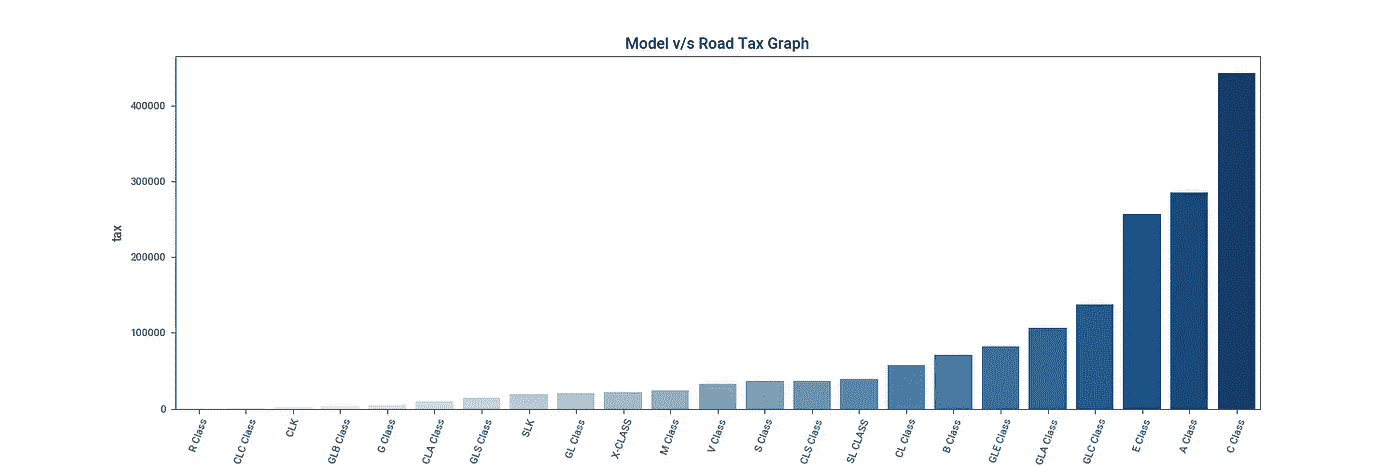 Model v/s Road Tax Graph
tax
400000
300000
200000
100000
0
R Class
CLC Class
CLK
GLB Class
G Class
CLA Class
GLS Class
SLK
GL Class
X-CLASS
M Class
V Class
S Class
CLS Class
SL CLASS
CL Class
B Class
GLE Class
GLA Class
GLC Class
E Class
A Class
C Class